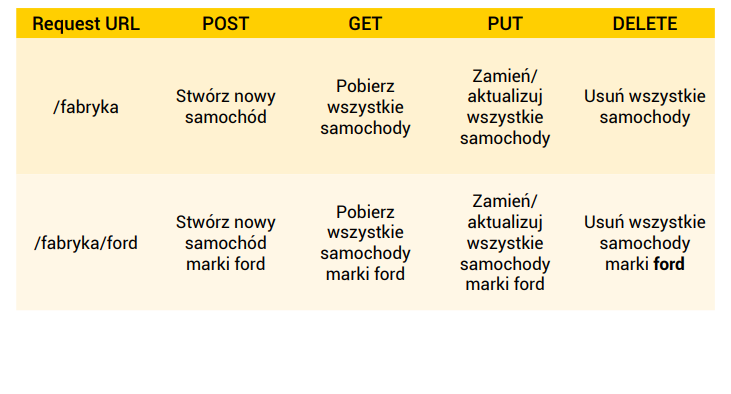 Request URL POST GET PUT DELETE
/fabryka
Stwórz nowy
samochód
Pobierz
wszystkie
samochody
Zamień/
aktualizuj
wszystkie
samochody
Usuń wszystkie
samochody
/fabryka/ford
Stwórz nowy
samochód
marki ford
Pobierz
wszystkie
samochody
marki ford
Zamień/
aktualizuj
wszystkie
samochody
marki ford
Usuń wszystkie
samochody
marki ford